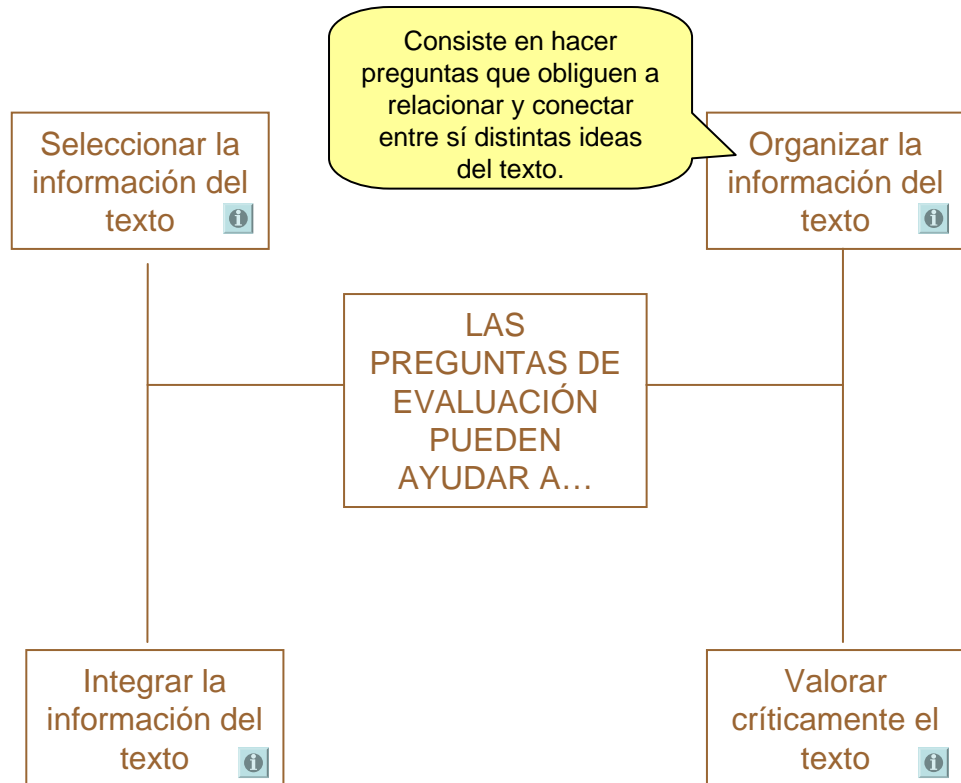 Consiste en hacer
preguntas que obliguen a
relacionar y conectar
entre sí distintas ideas
del texto.
Seleccionar la
información del
texto
Organizar la
información del
texto
LAS
PREGUNTAS DE
EVALUACIÓN
PUEDEN
AYUDAR A…
Integrar la
información del
texto
Valorar
críticamente el
texto